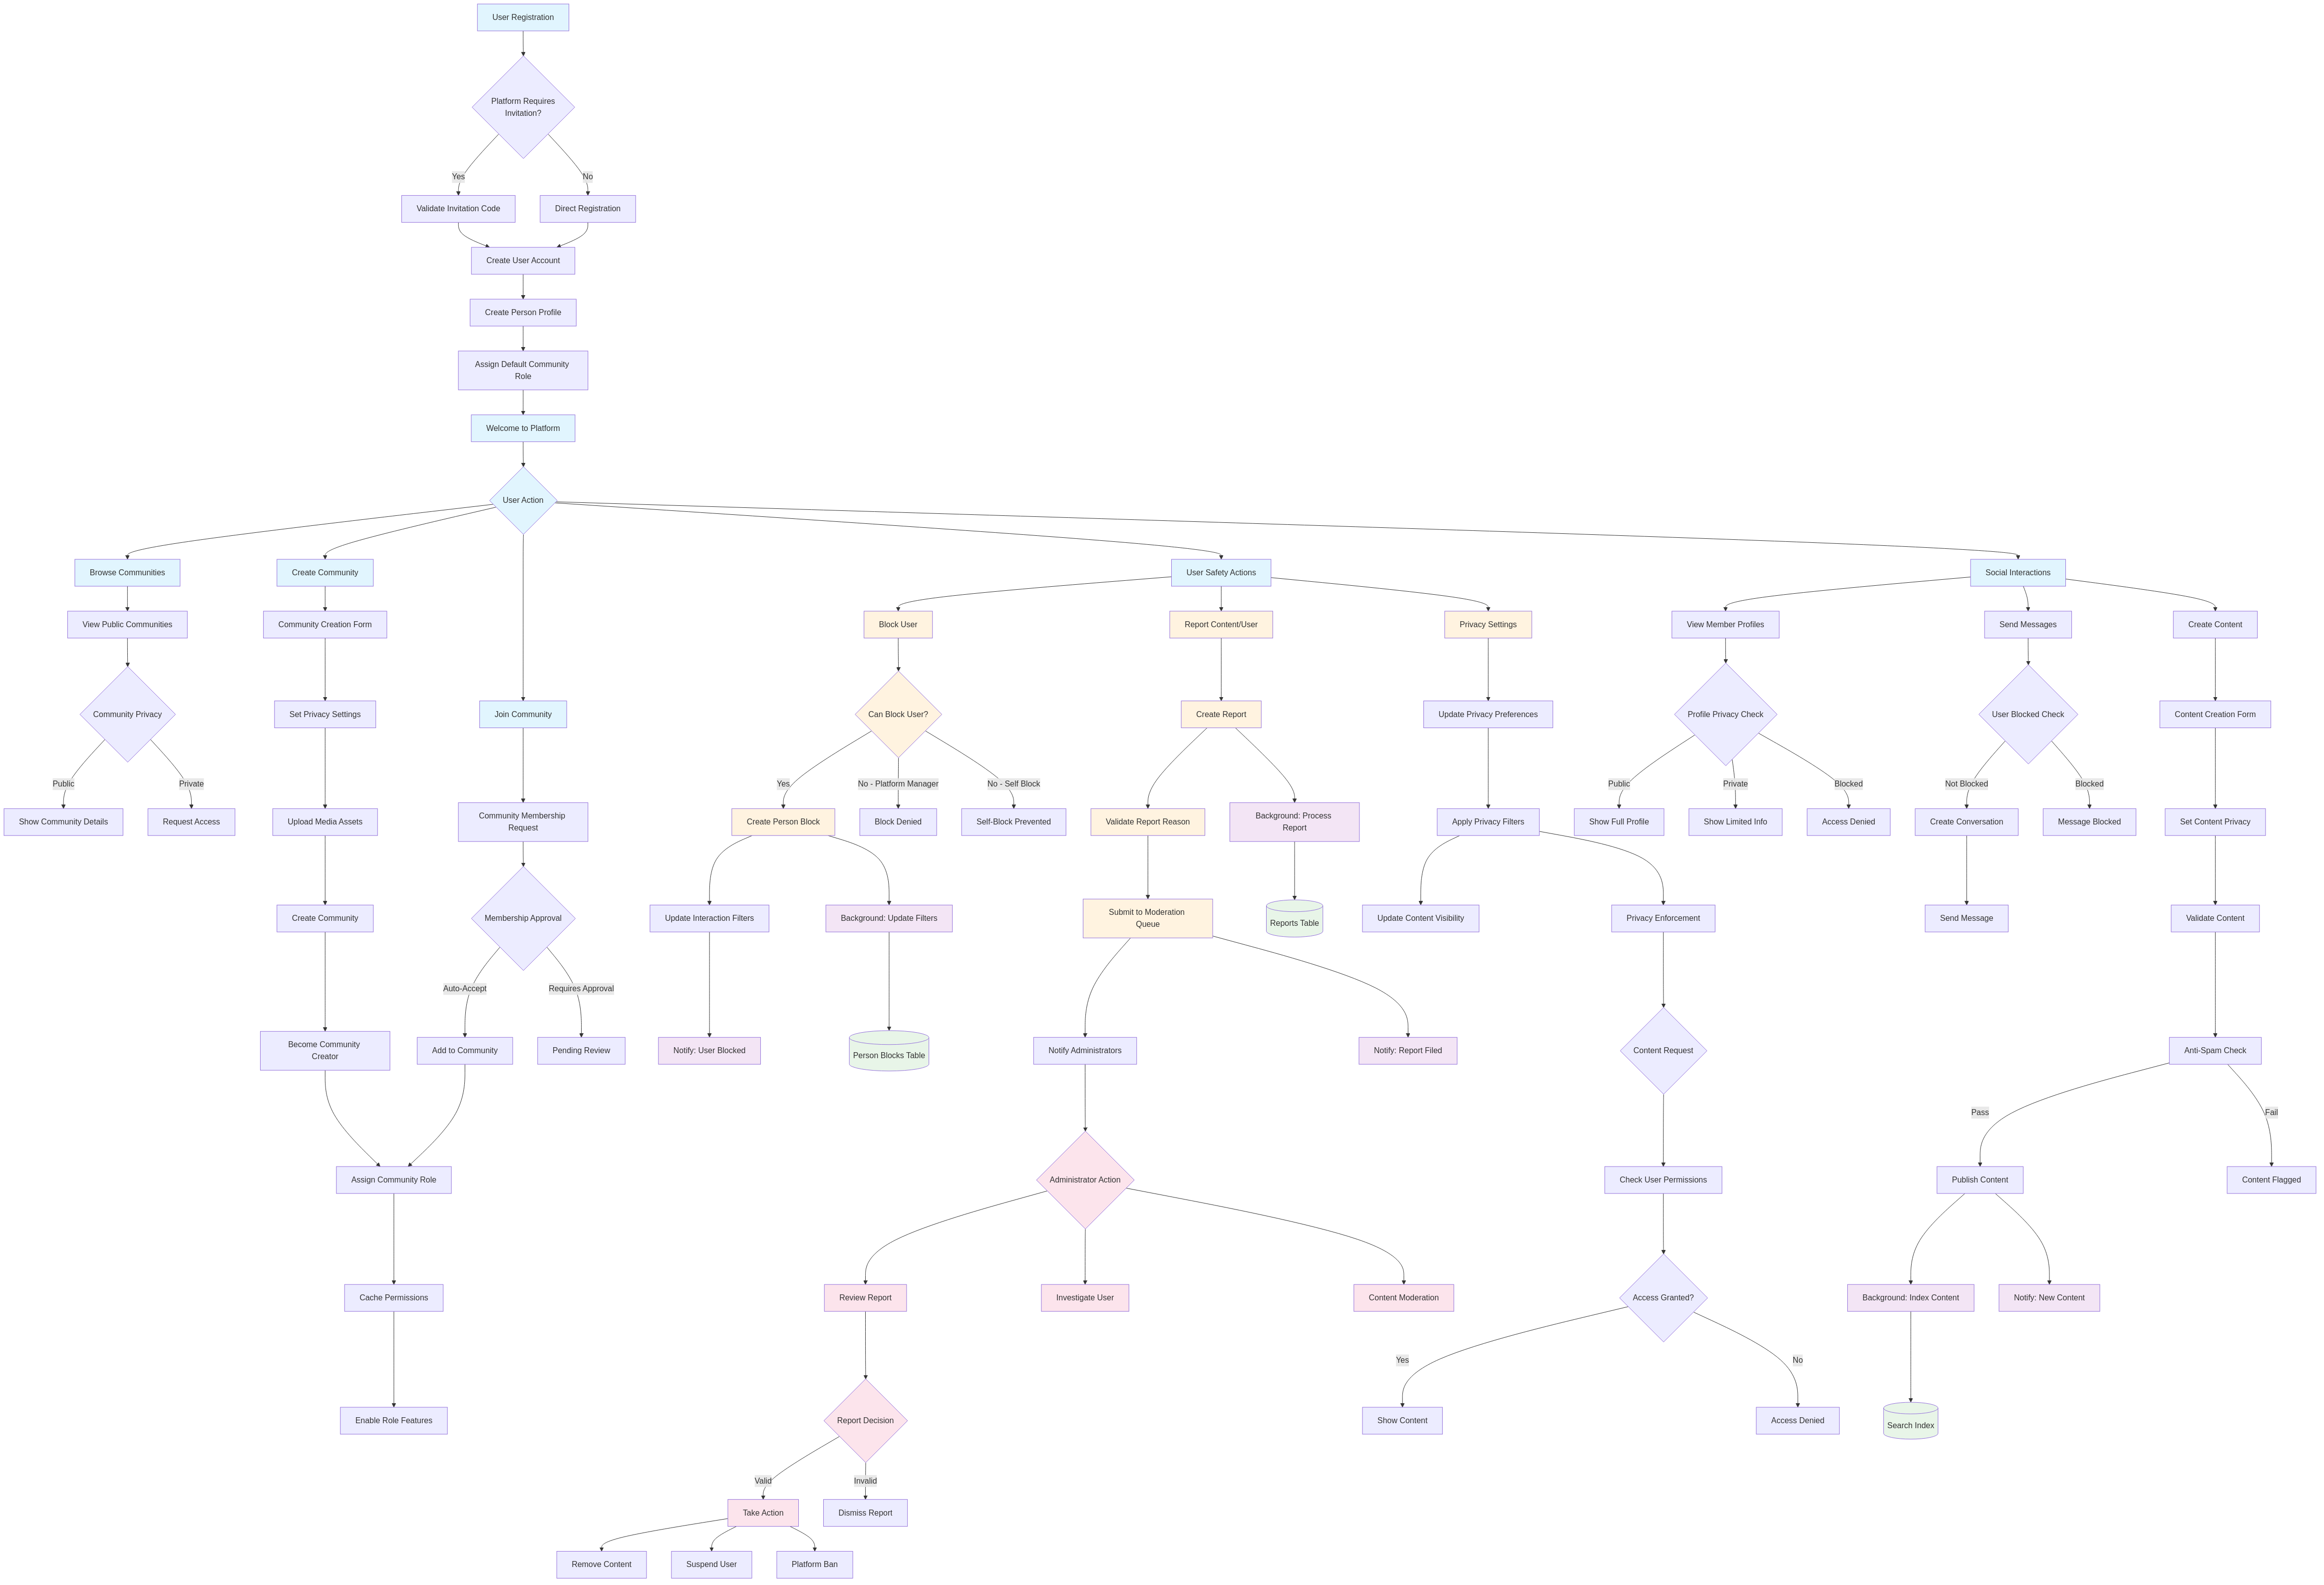 User Registration
Platform Requires
Invitation?
Yes
No
Validate Invitation Code
Direct Registration
Create User Account
Create Person Profile
Assign Default Community
Role
Welcome to Platform
User Action
Browse Communities
Create Community
User Safety Actions
Social Interactions
View Public Communities
Community Creation Form
Block User
Report Content/User
Privacy Settings
View Member Profiles
Send Messages
Create Content
Community Privacy
Set Privacy Settings
Join Community
Can Block User?
Create Report
Update Privacy Preferences
Profile Privacy Check
User Blocked Check
Content Creation Form
Public
Private
Yes
No - Platform Manager
No - Self Block
Public
Private
Blocked
Not Blocked
Blocked
Show Community Details
Request Access
Upload Media Assets
Community Membership
Request
Create Person Block
Block Denied
Self-Block Prevented
Validate Report Reason
Background: Process
Report
Apply Privacy Filters
Show Full Profile
Show Limited Info
Access Denied
Create Conversation
Message Blocked
Set Content Privacy
Create Community
Membership Approval
Update Interaction Filters
Background: Update Filters
Submit to Moderation
Queue
Reports Table
Update Content Visibility
Privacy Enforcement
Send Message
Validate Content
Auto-Accept
Requires Approval
Become Community
Creator
Add to Community
Pending Review
Notify: User Blocked
Person Blocks Table
Notify Administrators
Notify: Report Filed
Content Request
Anti-Spam Check
Pass
Fail
Assign Community Role
Administrator Action
Check User Permissions
Publish Content
Content Flagged
Cache Permissions
Review Report
Investigate User
Content Moderation
Access Granted?
Background: Index Content
Notify: New Content
Yes
No
Enable Role Features
Report Decision
Show Content
Access Denied
Search Index
Valid
Invalid
Take Action
Dismiss Report
Remove Content
Suspend User
Platform Ban